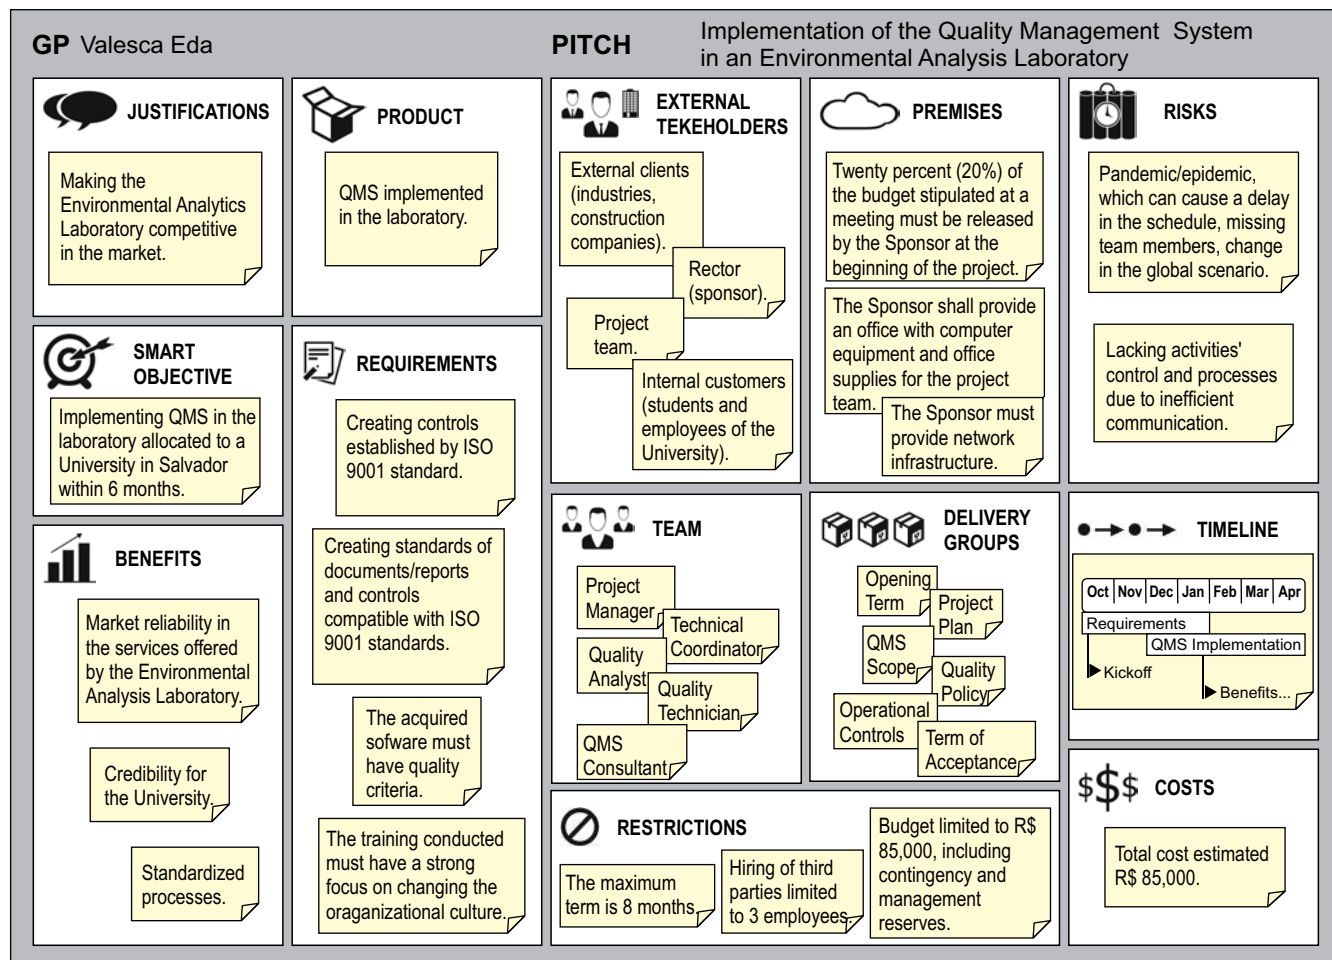 GP Valesca Eda
PITCH
Implementation of the Quality Management System
in an Environmental Analysis Laboratory
JUSTIFICATIONS
Making the
Environmental Analytics
Laboratory competitive
in the market.
SMART
OBJECTIVE
Implementing QMS in the
laboratory allocated to a
University in Salvador
within 6 months.
BENEFITS
Market reliability in
the services offered
by the Environmental
Analysis Laboratory.
Credibility for
the University.
Standardized
processes.
PRODUCT
QMS implemented
in the laboratory.
REQUIREMENTS
Creating controls
established by ISO
9001 standard.
Creating standards of
documents/reports
and controls
compatible with ISO
9001 standards.
The acquired
sofware must
have quality
criteria.
The training conducted
must have a strong
focus on changing the
oraganizational culture.
EXTERNAL
TEKEHOLDERS
External clients
(industries,
construction
companies).
Rector
(sponsor).
Project
team.
Internal customers
(students and
employees of the
University).
TEAM
Project
Manager
Technical
Coordinator
Quality
Analyst
Quality
Technician
QMS
Consultant
PREMISES
Twenty percent (20%) of
the budget stipulated at a
meeting must be released
by the Sponsor at the
beginning of the project.
The Sponsor shall provide
an office with computer
equipment and office
supplies for the project
team.
The Sponsor must
provide network
infrastructure.
DELIVERY
GROUPS
Opening
Term
Project
Plan
QMS
Scope
Quality
Policy
Operational
Controls
Term of
Acceptance
RESTRICTIONS
The maximum
term is 8 months.
Hiring of third
parties limited
to 3 employees.
Budget limited to R$
85,000, including
contingency and
management
reserves.
RISKS
Pandemic/epidemic,
which can cause a delay
in the schedule, missing
team members, change
in the global scenario.
Lacking activities'
control and processes
due to inefficient
communication.
TIMELINE
Oct Nov Dec Jan Feb Mar Apr
Requirements
QMS Implementation
Kickoff
Benefits...
$$$ COSTS
Total cost estimated
R$ 85,000.